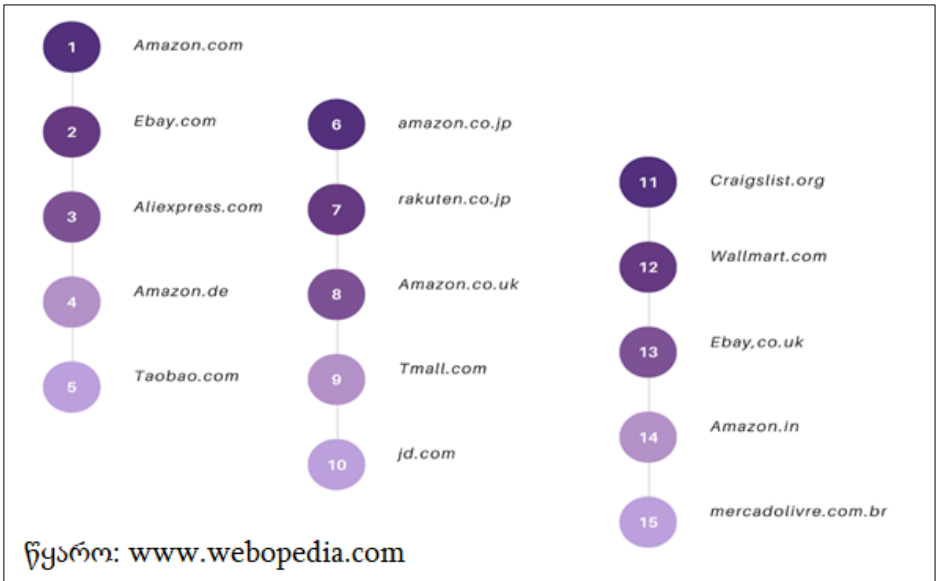 1 Amazon.com
2 Ebay.com
3 Aliexpress.com
4 Amazon.de
5 Taobao.com
6 amazon.co.jp
7 rakuten.co.jp
8 Amazon.co.uk
9 Tmall.com
10 jd.com
11 Craigslist.org
12 Wallmart.com
13 Ebay,co.uk
14 Amazon.in
15 mercadolivre.com.br
წყარო: www.webopedia.com